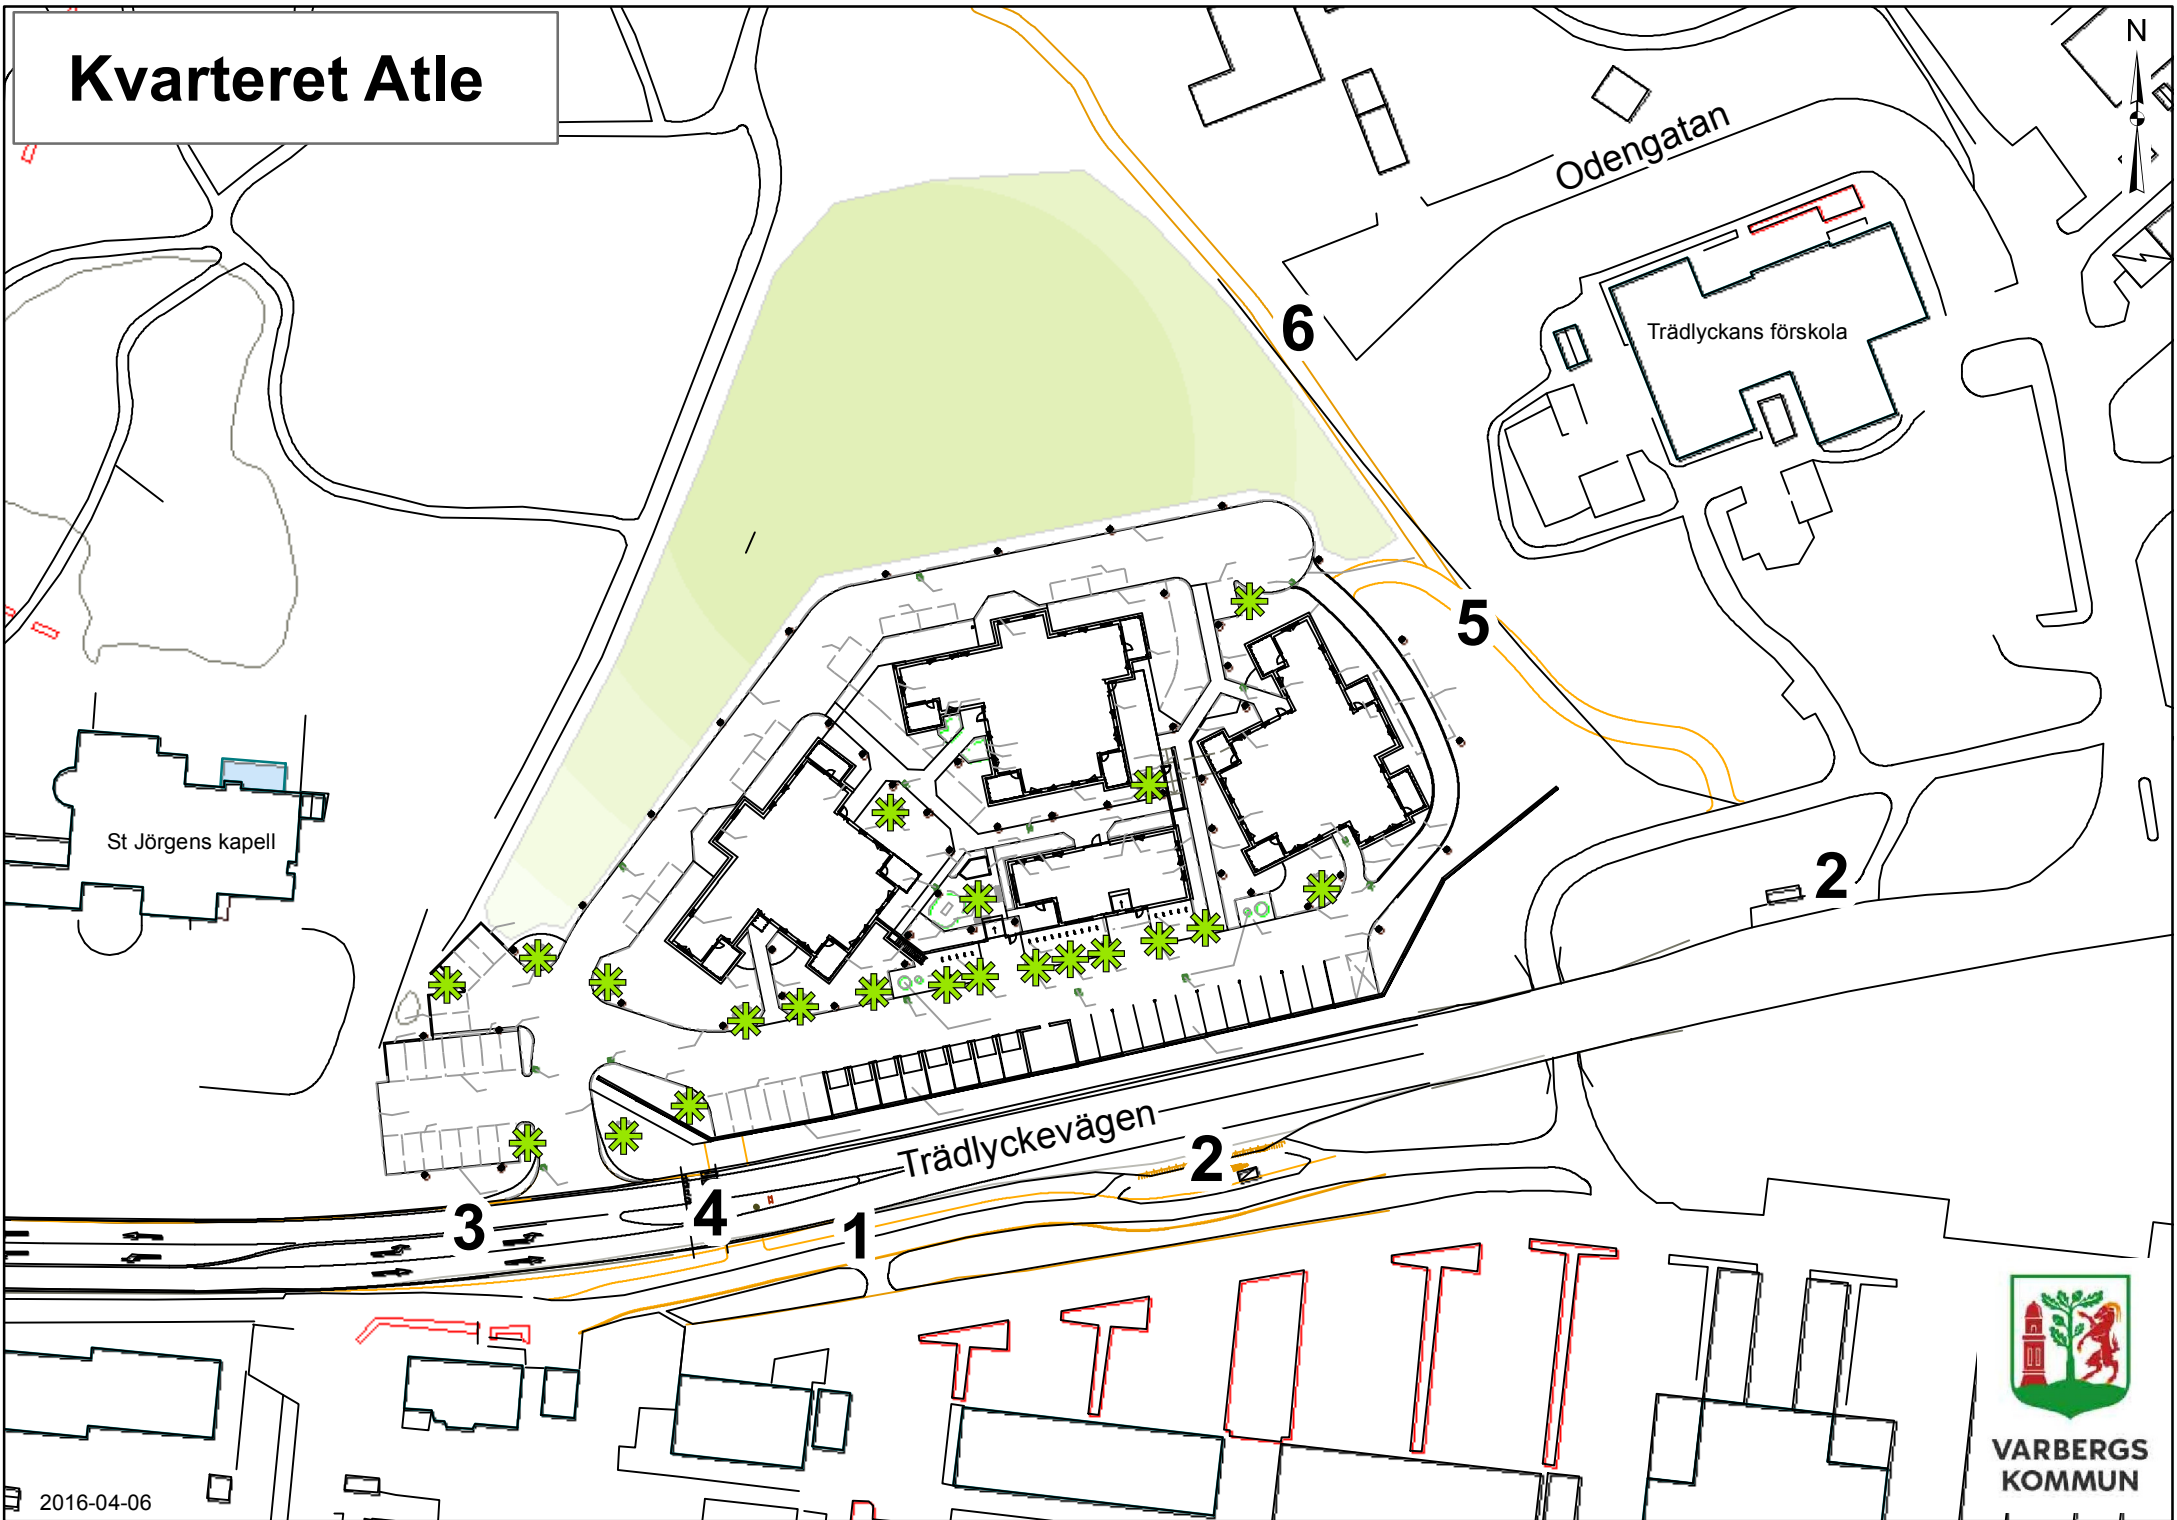 Kvarteret Atle
N
Odengatan
6
Trädlyckans förskola
5
St Jörgens kapell
2
Trädlyckevägen
2
3
4
1
VARBERGS
KOMMUN
2016-04-06